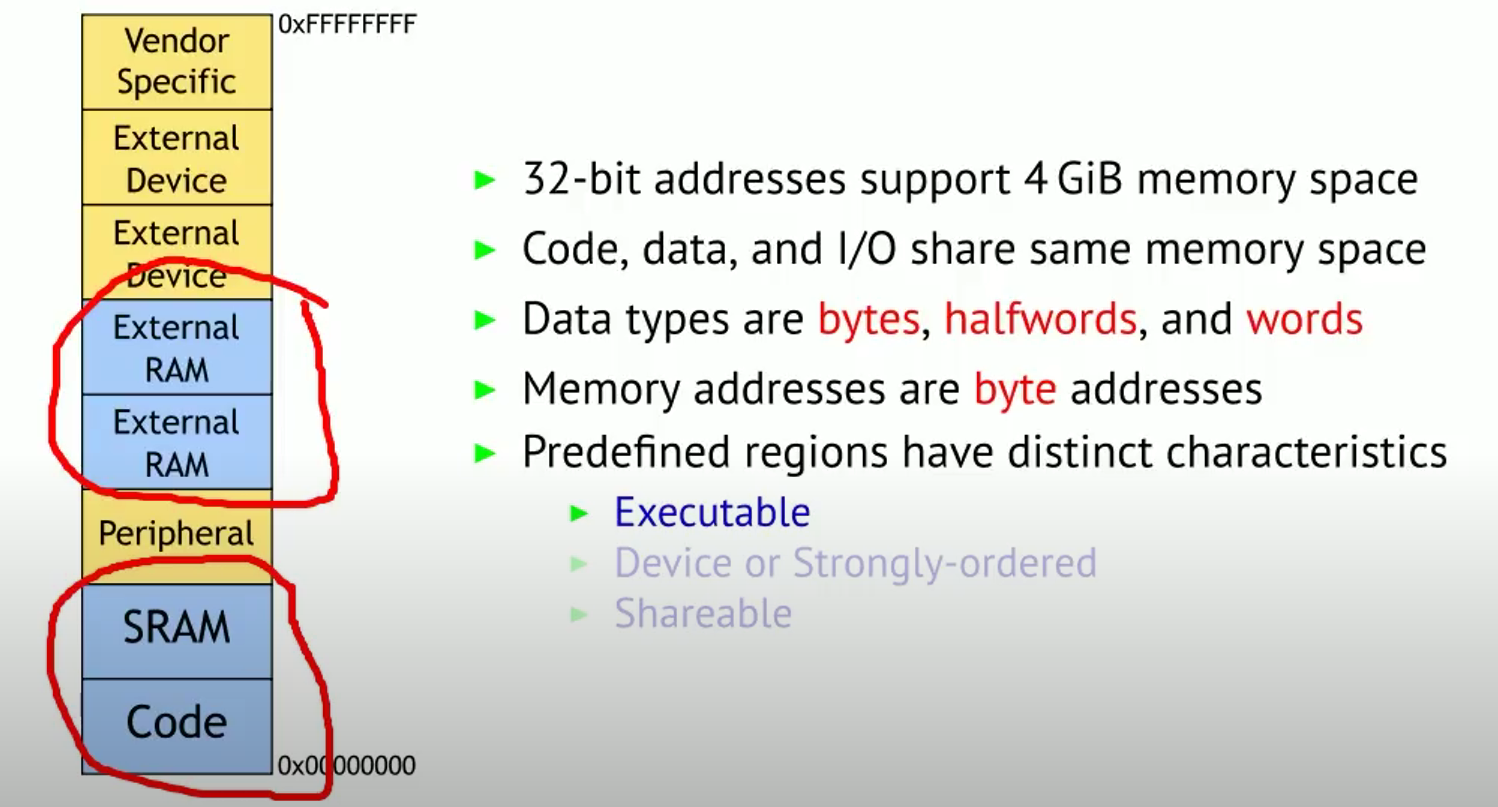 0xFFFFFFFF
Vendor
Specific
External
Device
External
Device
External
RAM
External
RAM
Peripheral
SRAM
Code
0x00000000
► 32-bit addresses support 4 GiB memory space
► Code, data, and I/O share same memory space
► Data types are bytes, halfwords, and words
► Memory addresses are byte addresses
► Predefined regions have distinct characteristics
► Executable
► Device or Strongly-ordered
► Shareable